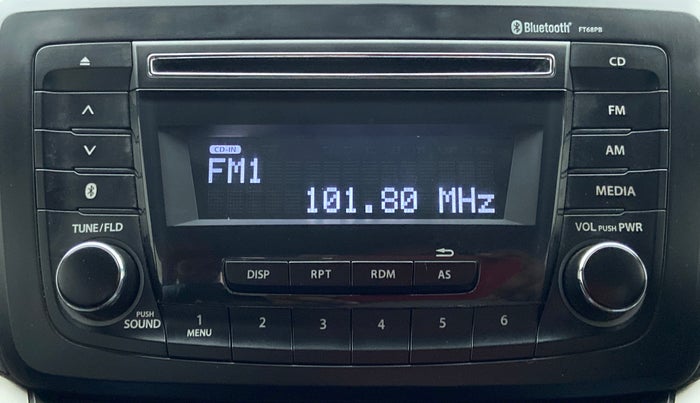 Bluetooth® FT68PB
CD
FM
AM
MEDIA
CD-IN
FM1
101.80 MHz
TUNE/FLD
VOL PUSH PWR
DISP RPT RDM AS
PUSH
SOUND
1 2 3 4 5 6
MENU